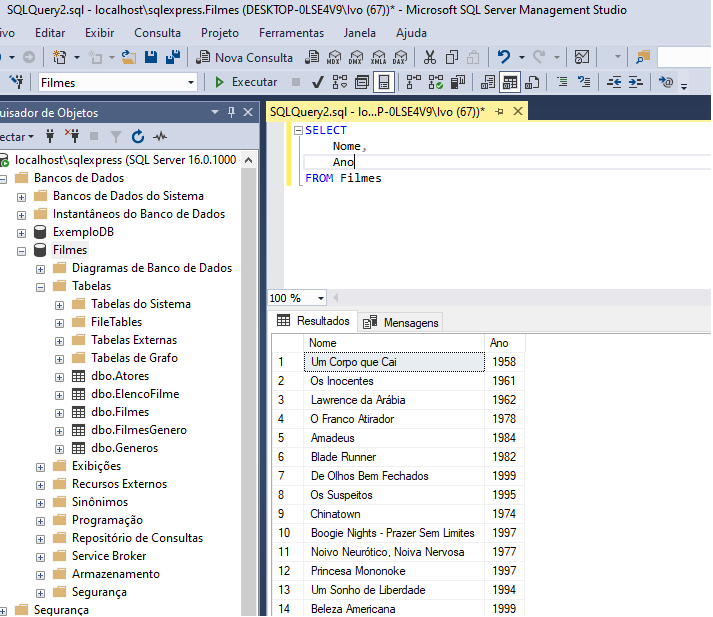 SQLQuery2.sql - localhost\sqlexpress.Filmes (DESKTOP-0LSE4V9\Ivo (67))* - Microsoft SQL Server Management Studio
ivo Editar Exibir Consulta Projeto Ferramentas Janela Ajuda
Nova Consulta MDX DMX XMLA DAX
Filmes Executar
uisador de Objetos
ectar
localhost\sqlexpress (SQL Server 16.0.1000
Bancos de Dados
Bancos de Dados do Sistema
Instantâneos do Banco de Dados
ExemploDB
Filmes
Diagramas de Banco de Dados
Tabelas
Tabelas do Sistema
FileTables
Tabelas Externas
Tabelas de Grafo
dbo.Atores
dbo.ElencoFilme
dbo.Filmes
dbo.FilmesGenero
dbo.Generos
Exibições
Recursos Externos
Sinônimos
Programação
Repositório de Consultas
Service Broker
Armazenamento
Segurança
Segurança
SQLQuery2.sql - lo...P-0LSE4V9\Ivo (67))*
SELECT
Nome,
Ano
FROM Filmes
100 %
Resultados Mensagens
Nome Ano
1 Um Corpo que Cai 1958
2 Os Inocentes 1961
3 Lawrence da Arábia 1962
4 O Franco Atirador 1978
5 Amadeus 1984
6 Blade Runner 1982
7 De Olhos Bem Fechados 1999
8 Os Suspeitos 1995
9 Chinatown 1974
10 Boogie Nights - Prazer Sem Limites 1997
11 Noivo Neurótico, Noiva Nervosa 1977
12 Princesa Mononoke 1997
13 Um Sonho de Liberdade 1994
14 Beleza Americana 1999